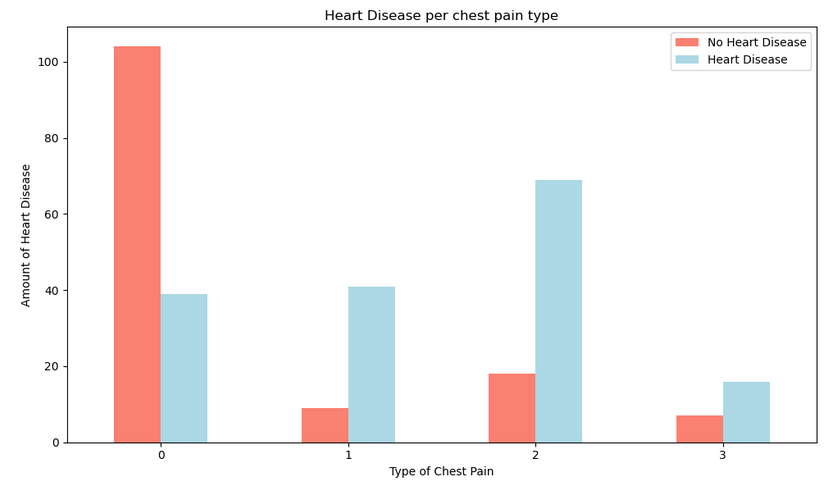 Heart Disease per chest pain type
No Heart Disease
Heart Disease
100
80
60
40
20
0
Amount of Heart Disease
0 1 2 3
Type of Chest Pain